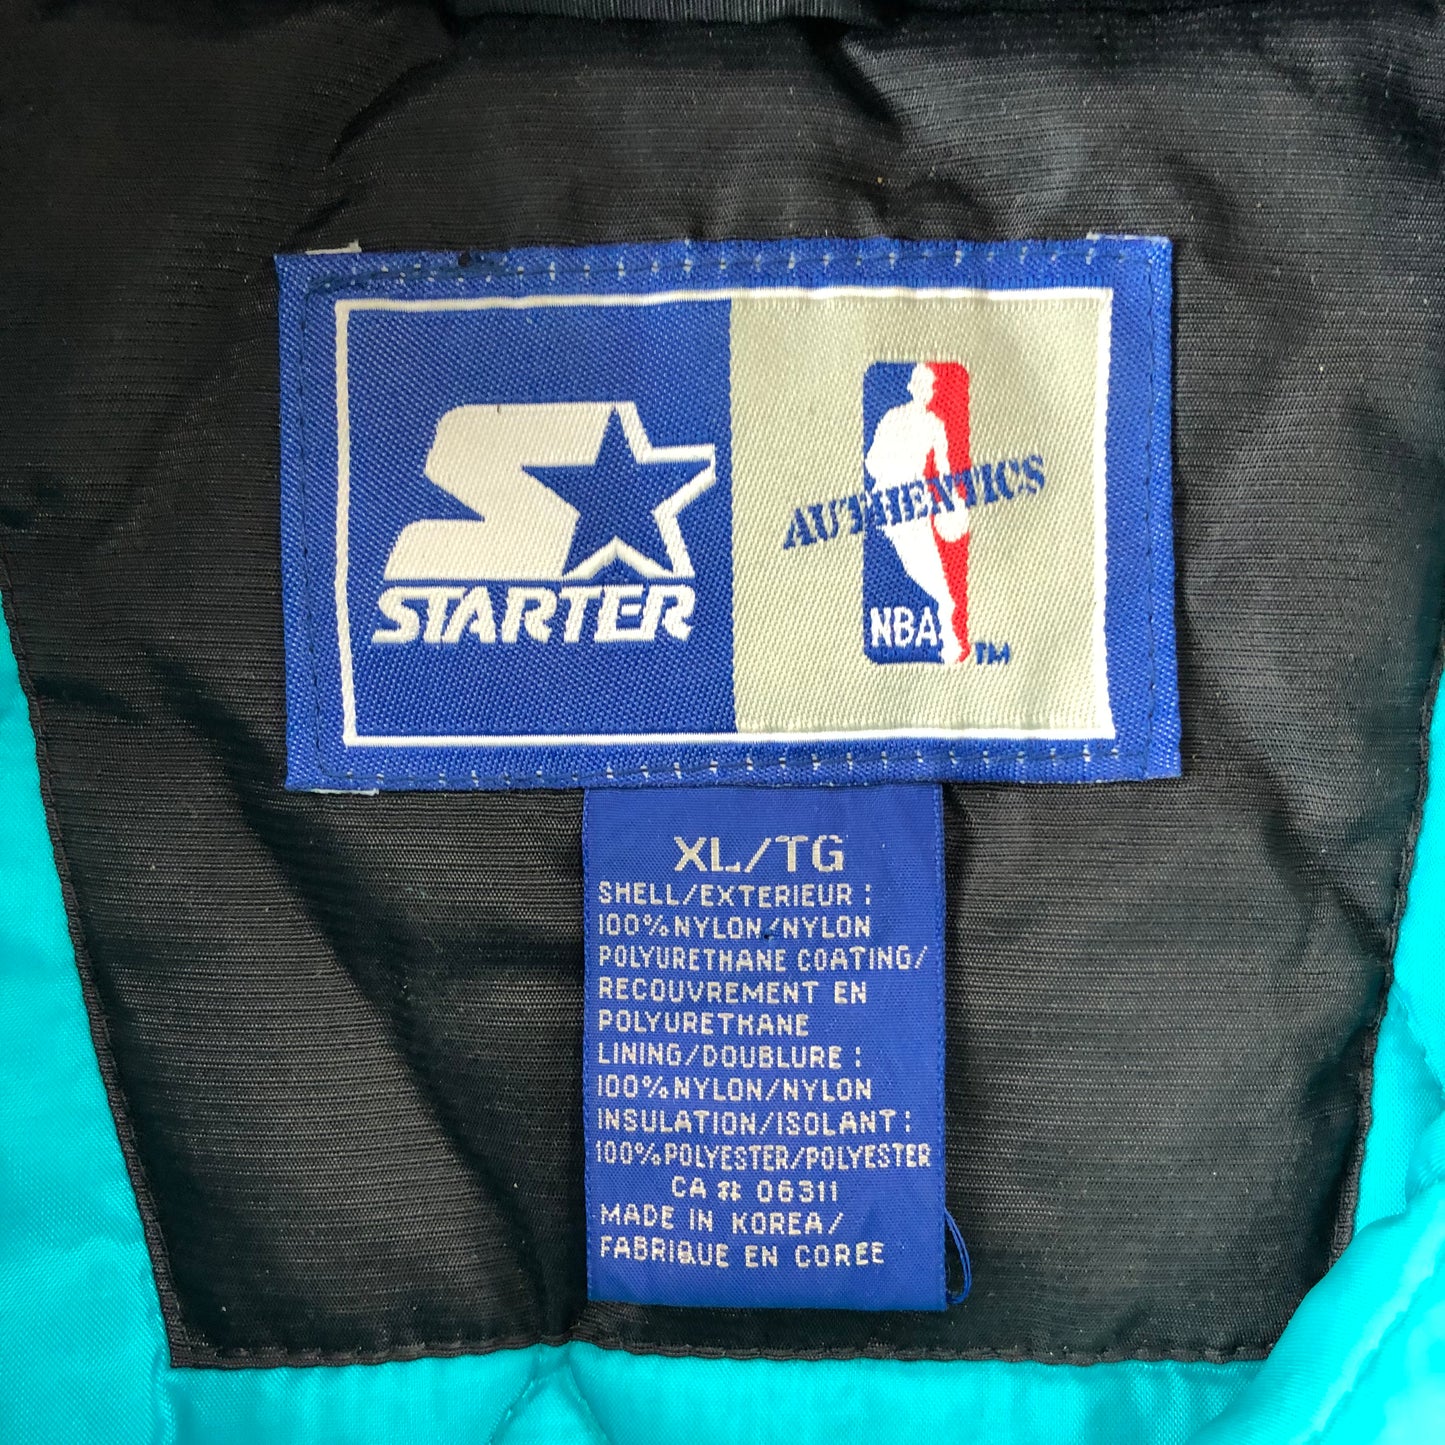 STARTER
AUTHENTICS
NBA
TM
XL/TG
SHELL/EXTERIEUR :
100% NYLON/NYLON
POLYURETHANE COATING/
RECOUVREMENT EN
POLYURETHANE
LINING/DOUBLURE :
100% NYLON/NYLON
INSULATION/ISOLANT :
100% POLYESTER/POLYESTER
CA # 06311
MADE IN KOREA/
FABRIQUE EN COREE